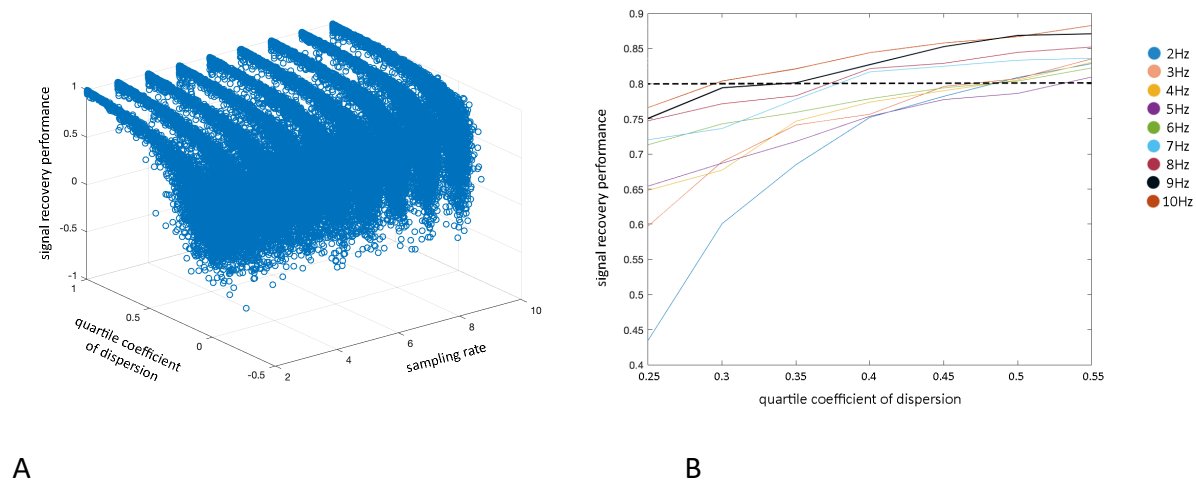 signal recovery performance
1
0.5
0
-0.5
-1
1
0.5
0
-0.5
quartile coefficient
of dispersion
2
4
6
8
10
sampling rate
A
signal recovery performance
0.9
0.85
0.8
0.75
0.7
0.65
0.6
0.55
0.5
0.45
0.4
0.25 0.3 0.35 0.4 0.45 0.5 0.55
quartile coefficient of dispersion
2Hz
3Hz
4Hz
5Hz
6Hz
7Hz
8Hz
9Hz
10Hz
B